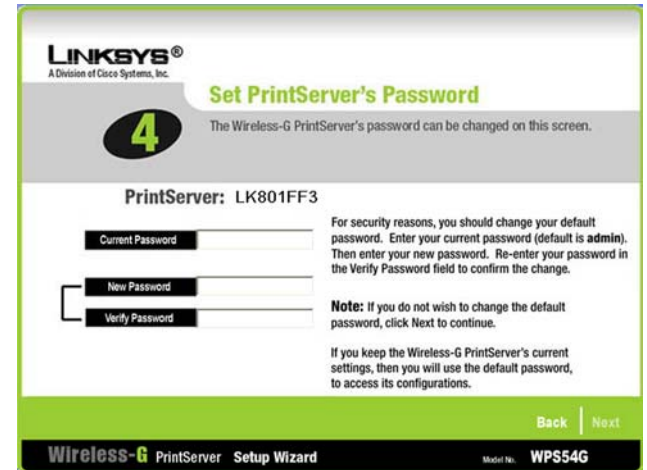 LINKSYS®
A Division of Cisco Systems, Inc.
Set PrintServer's Password
4
The Wireless-G PrintServer's password can be changed on this screen.
PrintServer: LK801FF3
Current Password
New Password
Verify Password
For security reasons, you should change your default
password. Enter your current password (default is admin).
Then enter your new password. Re-enter your password in
the Verify Password field to confirm the change.
Note: If you do not wish to change the default
password, click Next to continue.
If you keep the Wireless-G PrintServer's current
settings, then you will use the default password,
to access its configurations.
Back Next
Wireless-G PrintServer Setup Wizard Model No. WPS54G